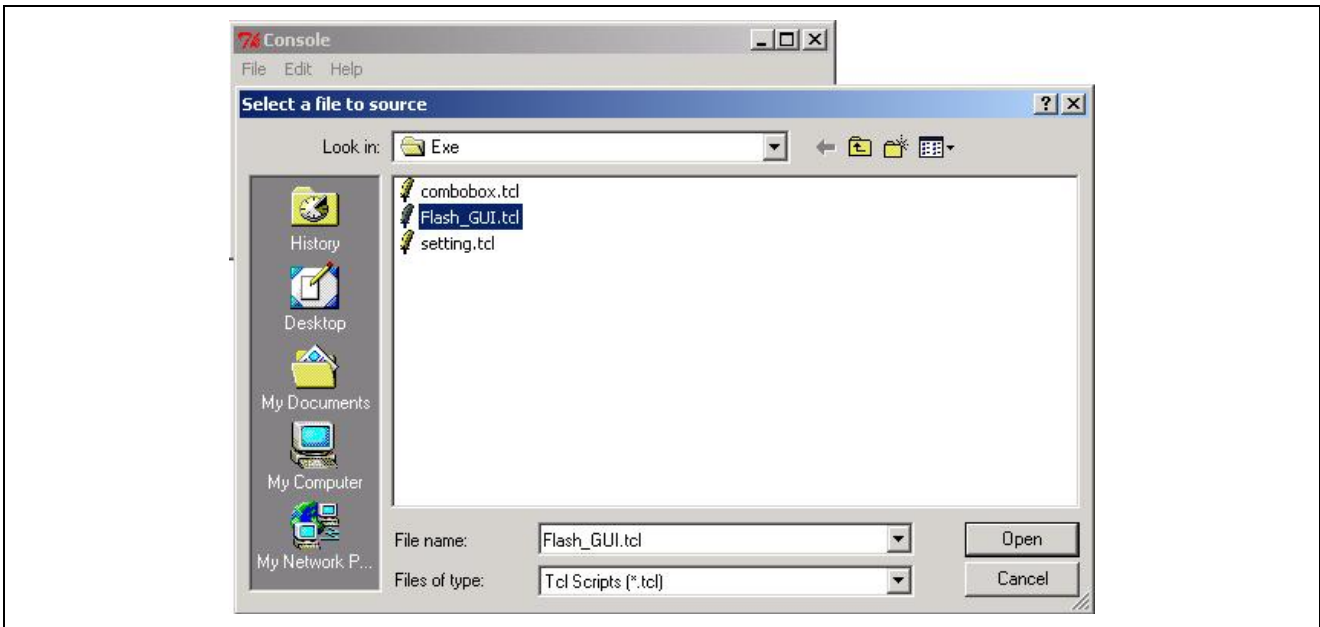 Console
File Edit Help
Select a file to source
Look in: Exe
combobox.tcl
Flash_GUI.tcl
setting.tcl
History
Desktop
My Documents
My Computer
My Network P...
File name: Flash_GUI.tcl
Open
Files of type: Tcl Scripts (*.tcl)
Cancel